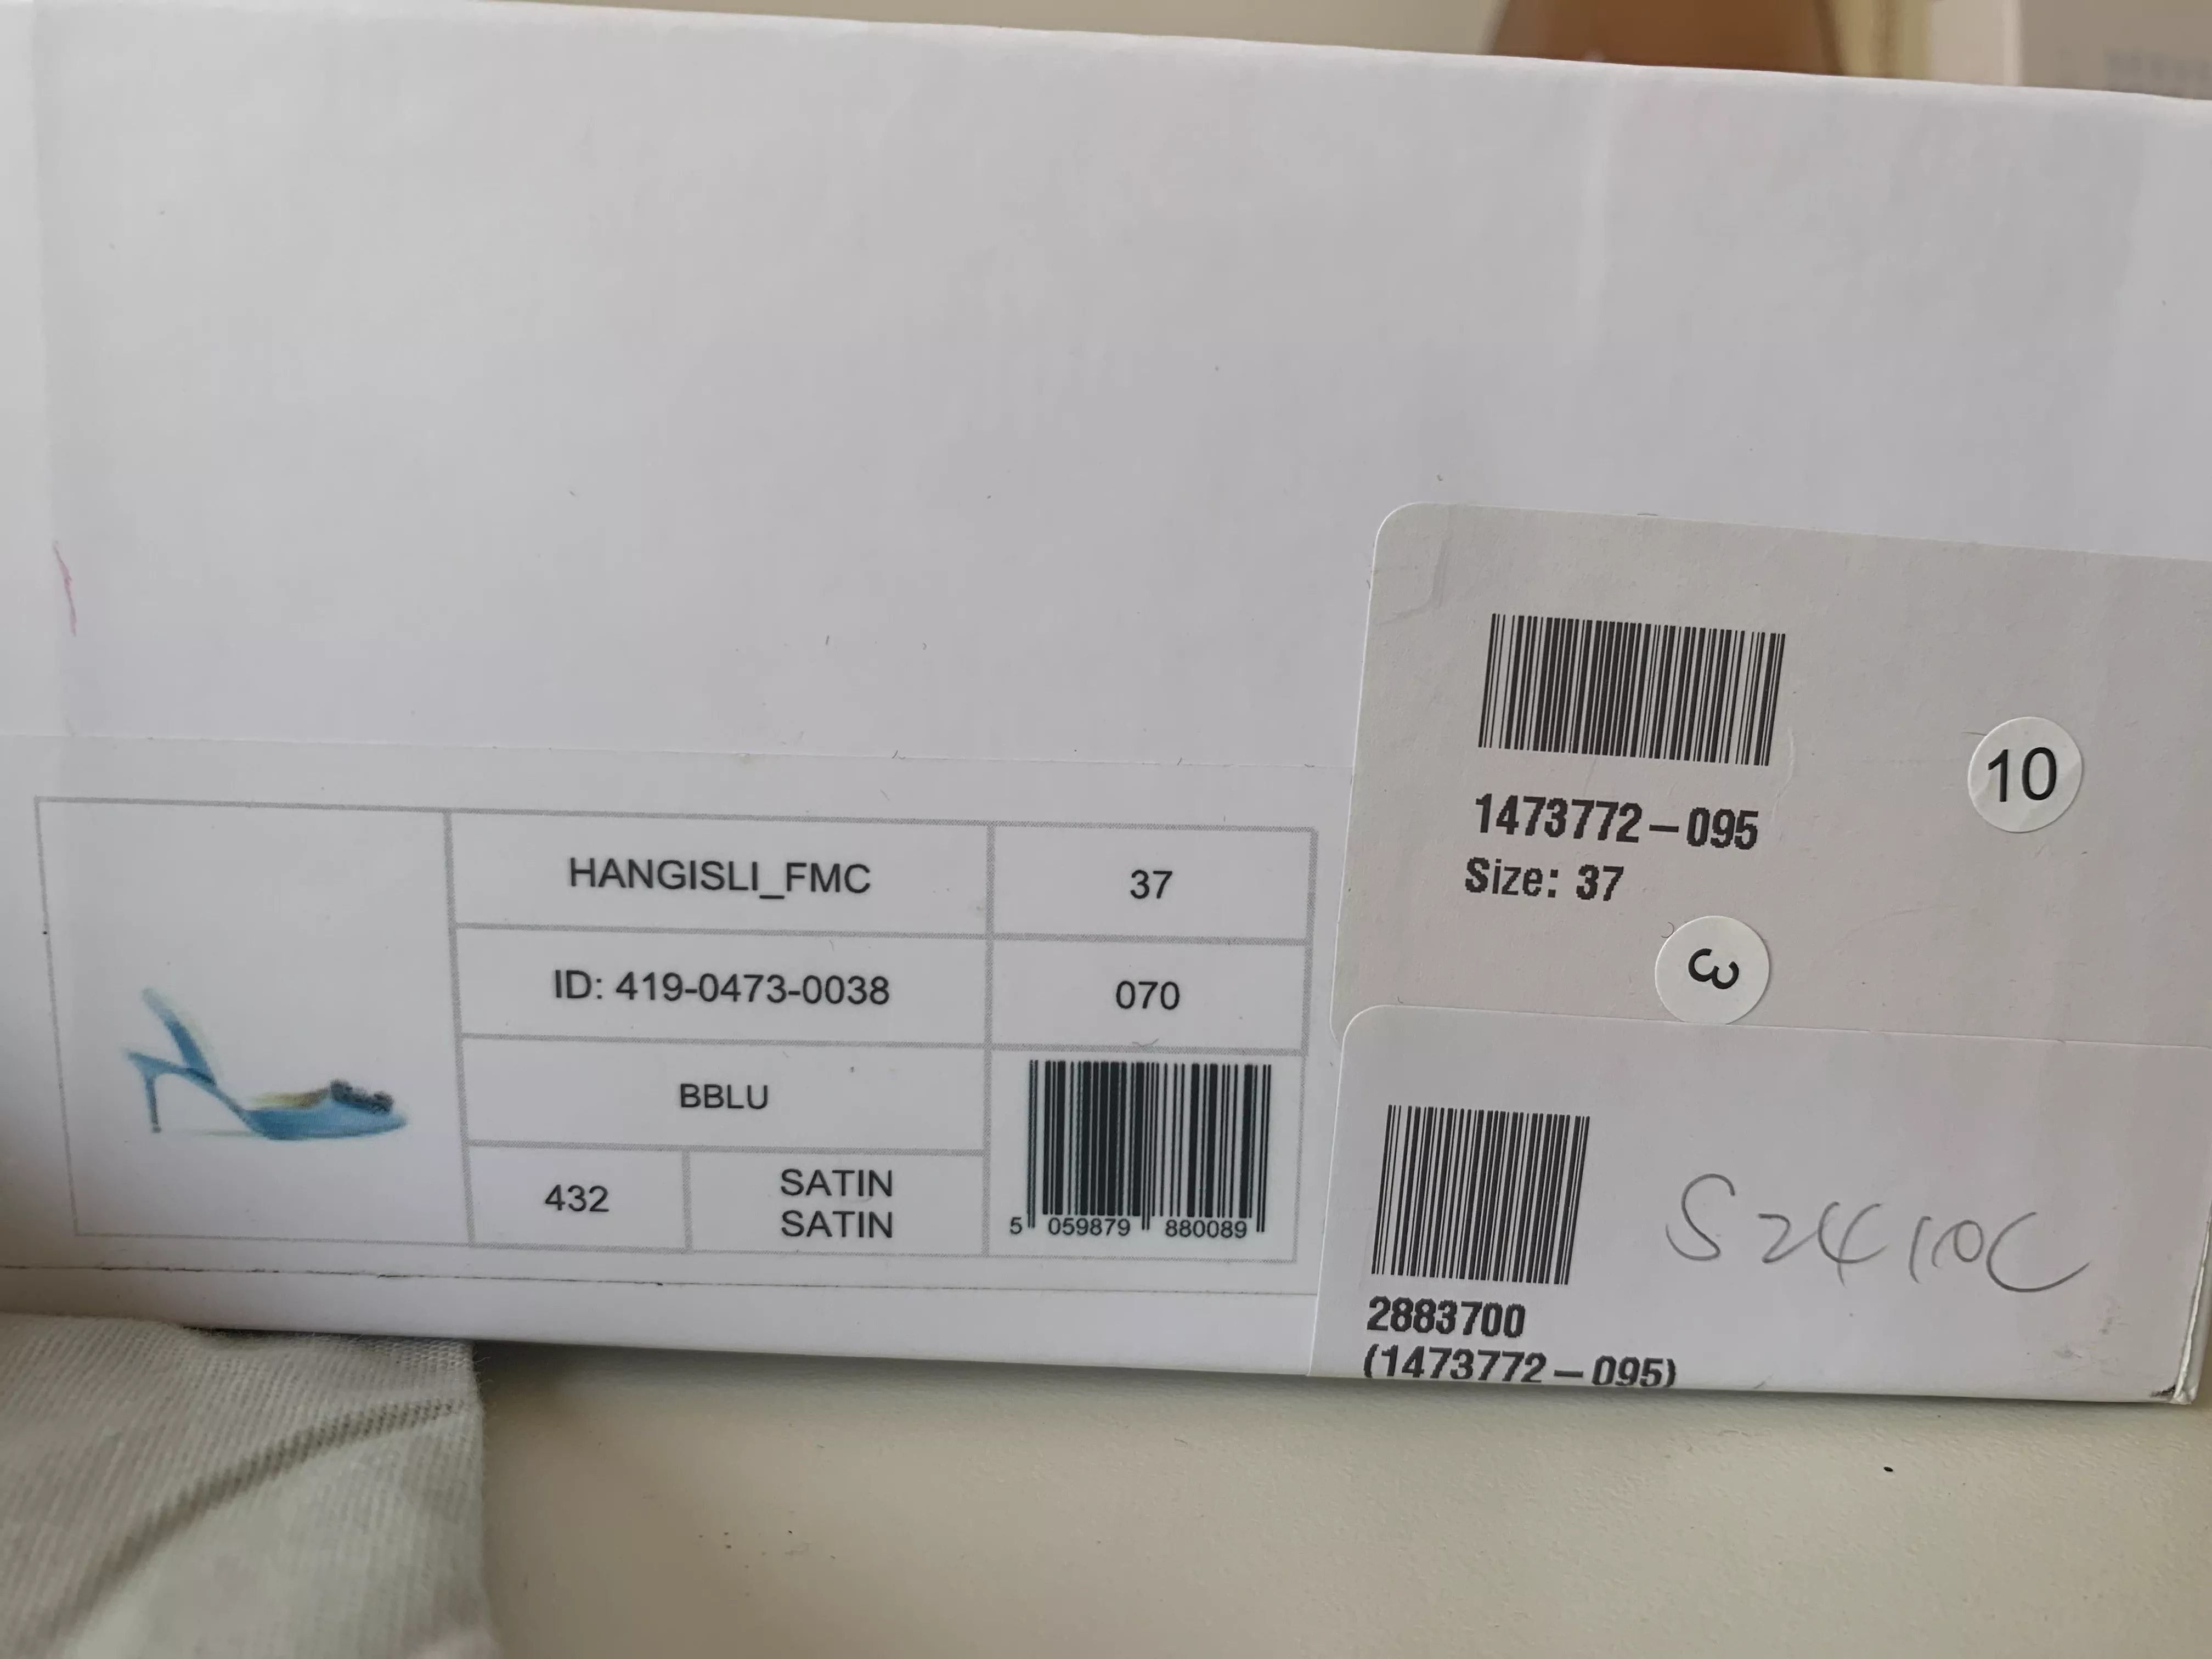 HANGISLI_FMC
37
ID: 419-0473-0038
070
BBLU
432
SATIN
SATIN
5 059879 880089
1473772-095
Size: 37
10
3
S2410C
2883700
(1473772-095)